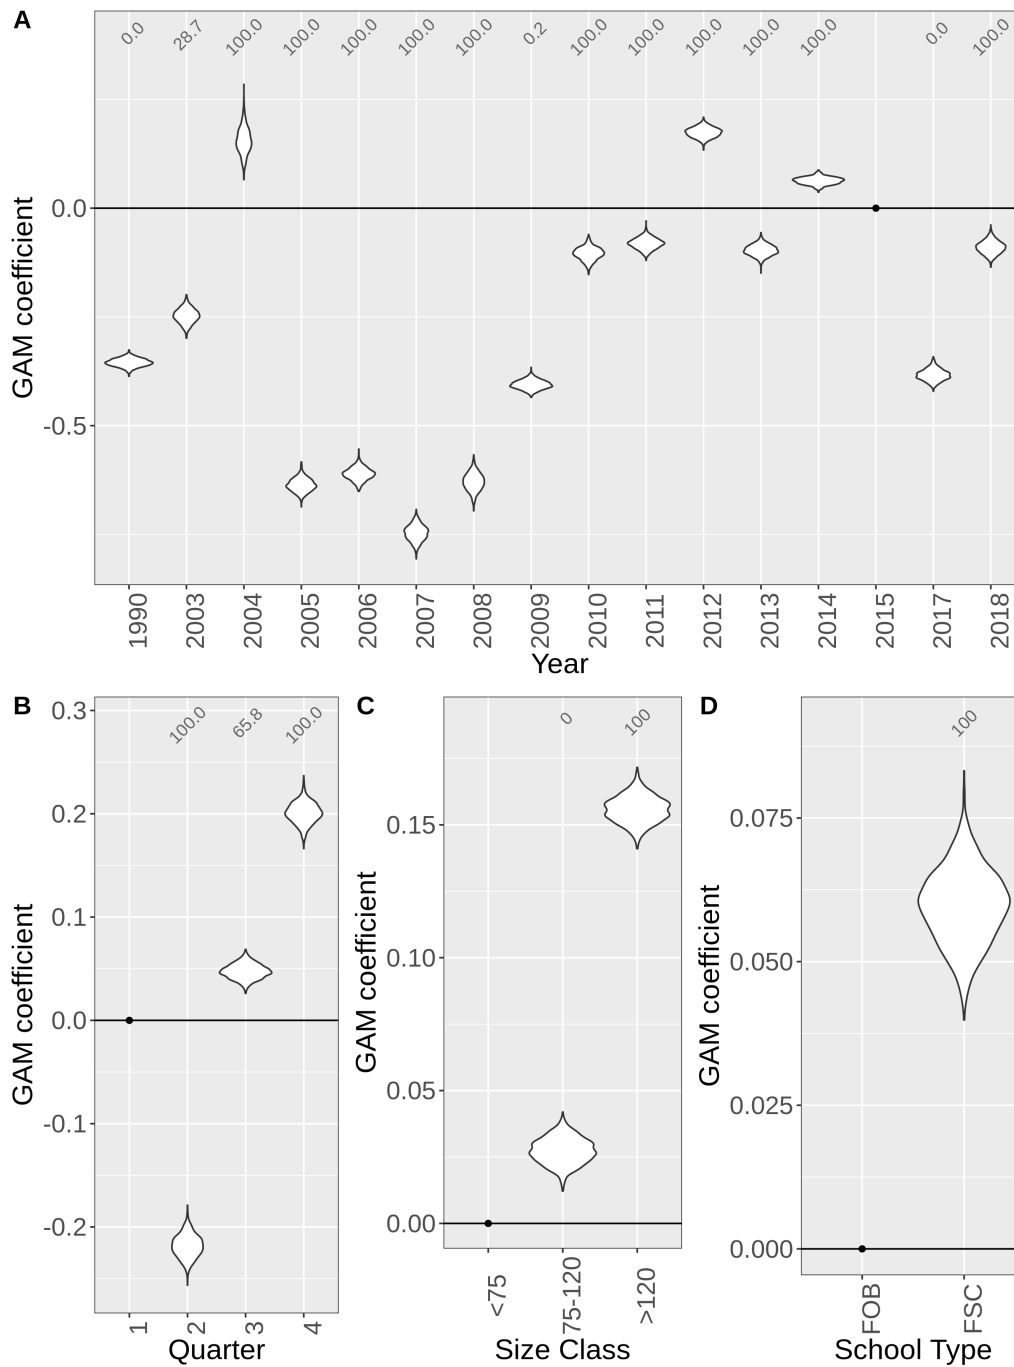 A
0.0 28.7 100.0 100.0 100.0 100.0 100.0 0.2 100.0 100.0 100.0 100.0 100.0 0.0 100.0
GAM coefficient
0.0
-0.5
1990 2003 2004 2005 2006 2007 2008 2009 2010 2011 2012 2013 2014 2015 2017 2018
Year
B
100.0 65.8 100.0
GAM coefficient
0.3
0.2
0.1
0.0
-0.1
-0.2
1 2 3 4
Quarter
C
0 100
GAM coefficient
0.15
0.10
0.05
0.00
<75 75-120 >120
Size Class
D
100
GAM coefficient
0.075
0.050
0.025
0.000
FOB FSC
School Type